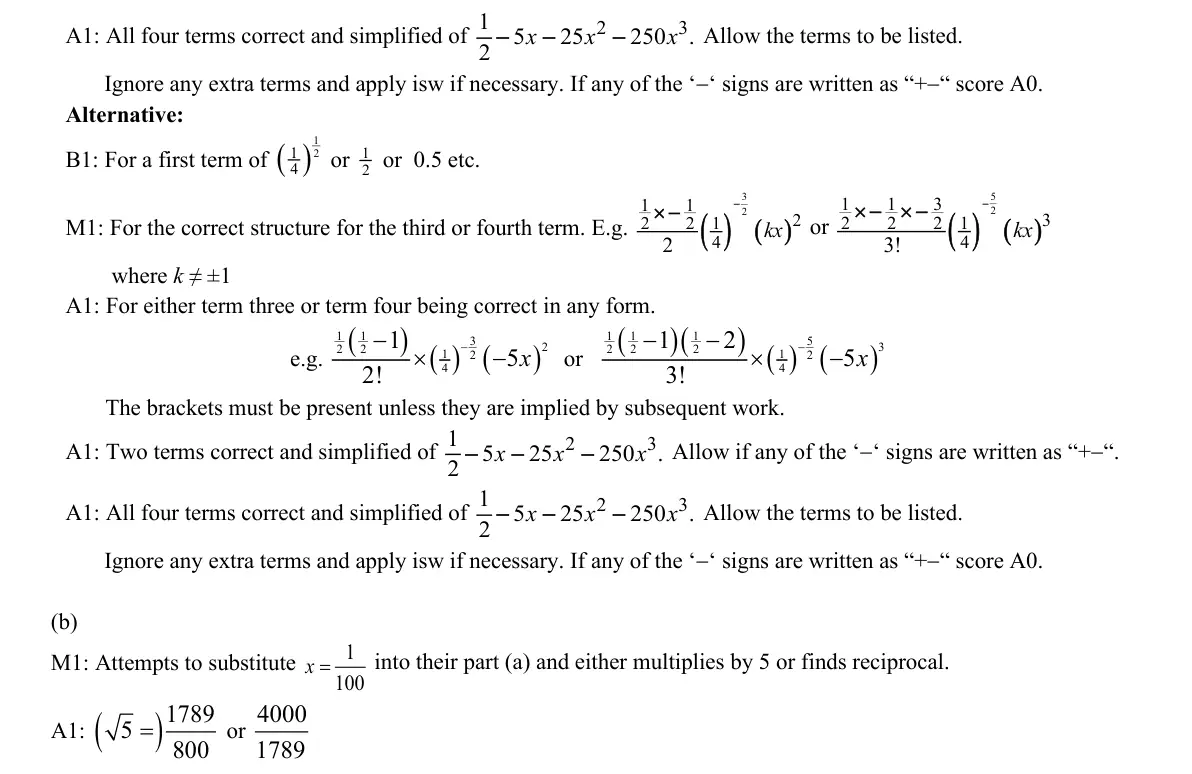 A1: All four terms correct and simplified of 1/2 − 5x − 25x² − 250x³. Allow the terms to be listed.
Ignore any extra terms and apply isw if necessary. If any of the ‘–‘ signs are written as “+–“ score A0.
Alternative:
B1: For a first term of (1/4)^(1/2) or 1/2 or 0.5 etc.
M1: For the correct structure for the third or fourth term. E.g. (1/2 × −1/2)/2 (1/4)^(−3/2) (kx)² or (1/2 × −1/2 × −3/2)/3! (1/4)^(−5/2) (kx)³
where k ≠ ±1
A1: For either term three or term four being correct in any form.
e.g. (1/2(1/2 −1))/2! × (1/4)^(−3/2) (−5x)² or (1/2(1/2 −1)(1/2 −2))/3! × (1/4)^(−5/2) (−5x)³
The brackets must be present unless they are implied by subsequent work.
A1: Two terms correct and simplified of 1/2 − 5x − 25x² − 250x³. Allow if any of the ‘–‘ signs are written as “+–“.
A1: All four terms correct and simplified of 1/2 − 5x − 25x² − 250x³. Allow the terms to be listed.
Ignore any extra terms and apply isw if necessary. If any of the ‘–‘ signs are written as “+–“ score A0.
(b)
M1: Attempts to substitute x = 1/100 into their part (a) and either multiplies by 5 or finds reciprocal.
A1: (√5 =) 1789/800 or 4000/1789